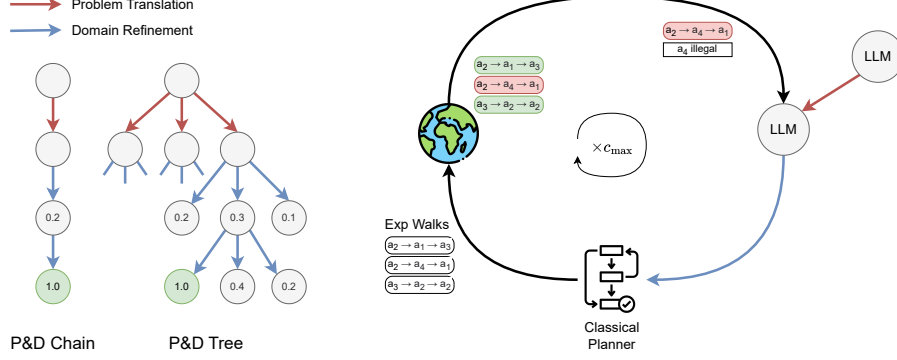 Problem Translation
Domain Refinement
0.2
1.0
P&D Chain
0.2
0.3
0.1
1.0
0.4
0.2
P&D Tree
a₂ → a₁ → a₃
a₂ → a₄ → a₁
a₃ → a₂ → a₂
a₂ → a₄ → a₁
a₄ illegal
LLM
LLM
×c_max
Exp Walks
a₂ → a₁ → a₃
a₂ → a₄ → a₁
a₃ → a₂ → a₂
Classical
Planner